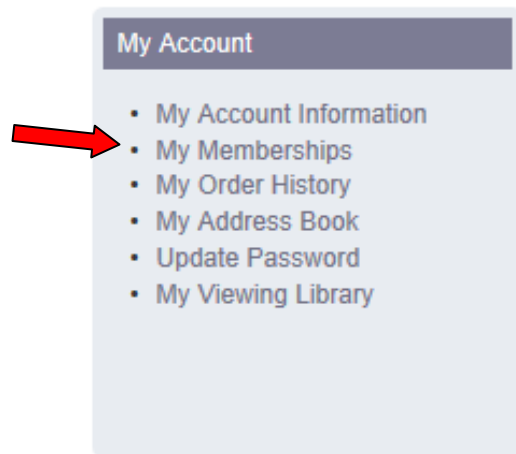 My Account
• My Account Information
• My Memberships
• My Order History
• My Address Book
• Update Password
• My Viewing Library